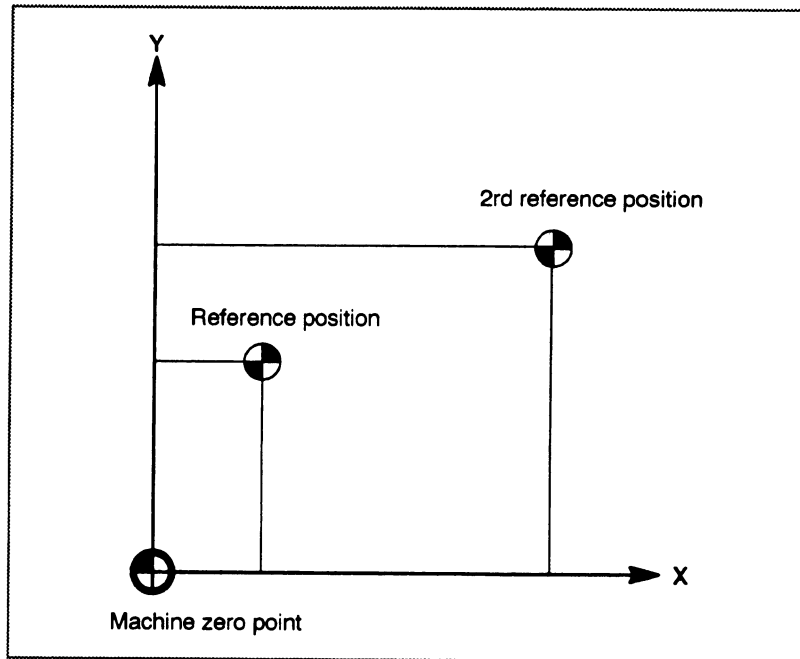 Y
2rd reference position
Reference position
X
Machine zero point